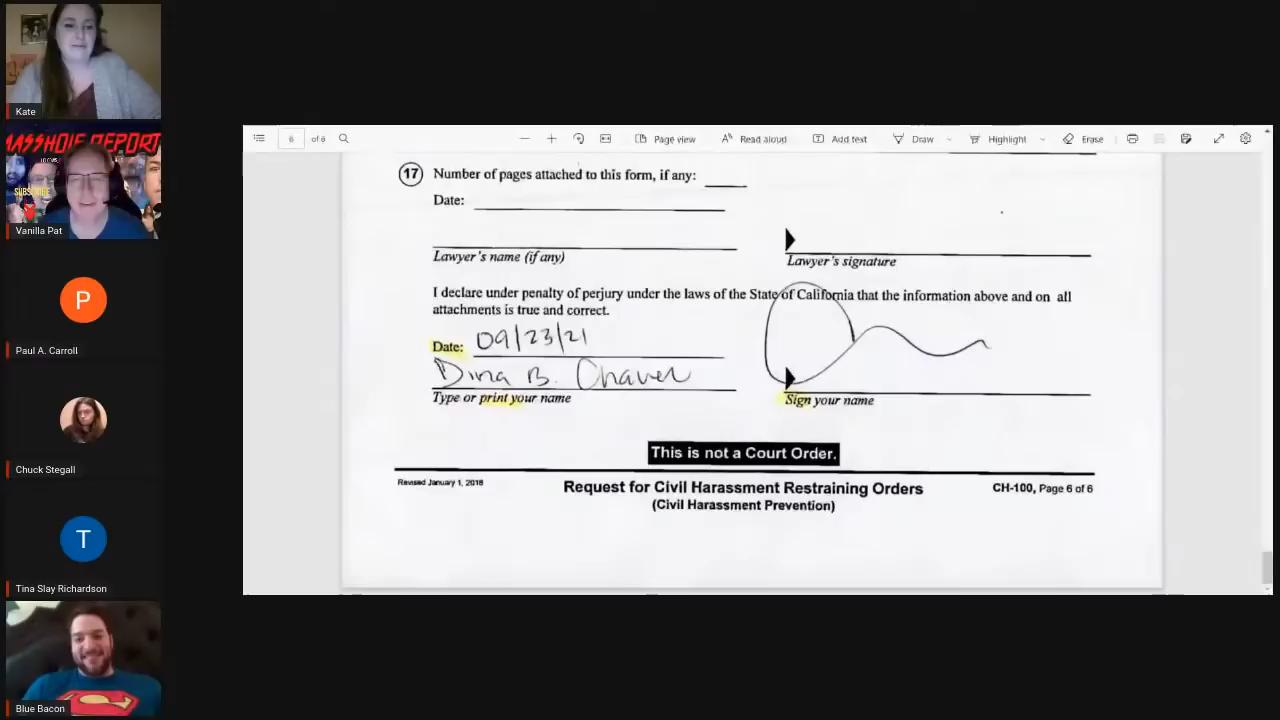 Kate
MASSHOLE REPORT
SUBSCRIBE
Vanilla Pat
P
Paul A. Carroll
Chuck Stegall
T
Tina Slay Richardson
Blue Bacon
6 of 6 Page view Read aloud Add text Draw Highlight Erase
17 Number of pages attached to this form, if any:
Date:
Lawyer's name (if any) Lawyer's signature
I declare under penalty of perjury under the laws of the State of California that the information above and on all
attachments is true and correct.
Date: 09/23/21
Dina B. Chavez
Type or print your name Sign your name
This is not a Court Order.
Revised January 1, 2018 Request for Civil Harassment Restraining Orders CH-100, Page 6 of 6
(Civil Harassment Prevention)